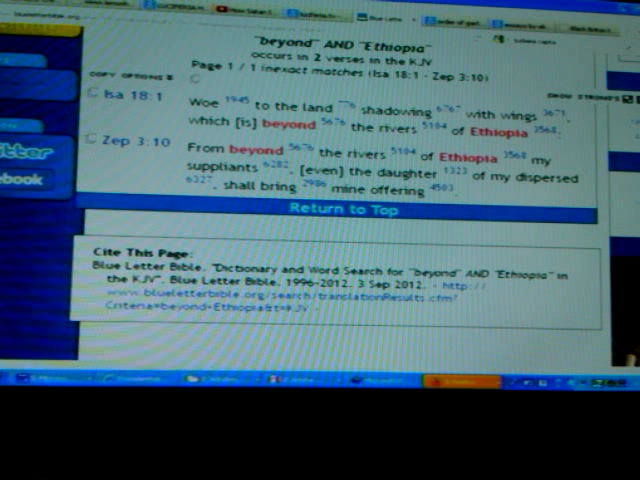 "beyond" AND "Ethiopia"
occurs in 2 verses in the KJV
Page 1 / 1 inexact matches (Isa 18:1 - Zep 3:10)
COPY OPTIONS
SHOW STRONG'S
Isa 18:1
Woe 1945 to the land 776 shadowing 6767 with wings 3671,
which [is] beyond 5676 the rivers 5104 of Ethiopia 3568:
Zep 3:10
From beyond 5676 the rivers 5104 of Ethiopia 3568 my
suppliants 6282, [even] the daughter 1323 of my dispersed
6327, shall bring 2986 mine offering 4503.
Return to Top
Cite This Page:
Blue Letter Bible. "Dictionary and Word Search for "beyond" AND "Ethiopia" in
the KJV". Blue Letter Bible. 1996-2012. 3 Sep 2012. < http://
www.blueletterbible.org/search/translationResults.cfm?
Criteria=beyond+Ethiopia&t=KJV >
itter
ebook